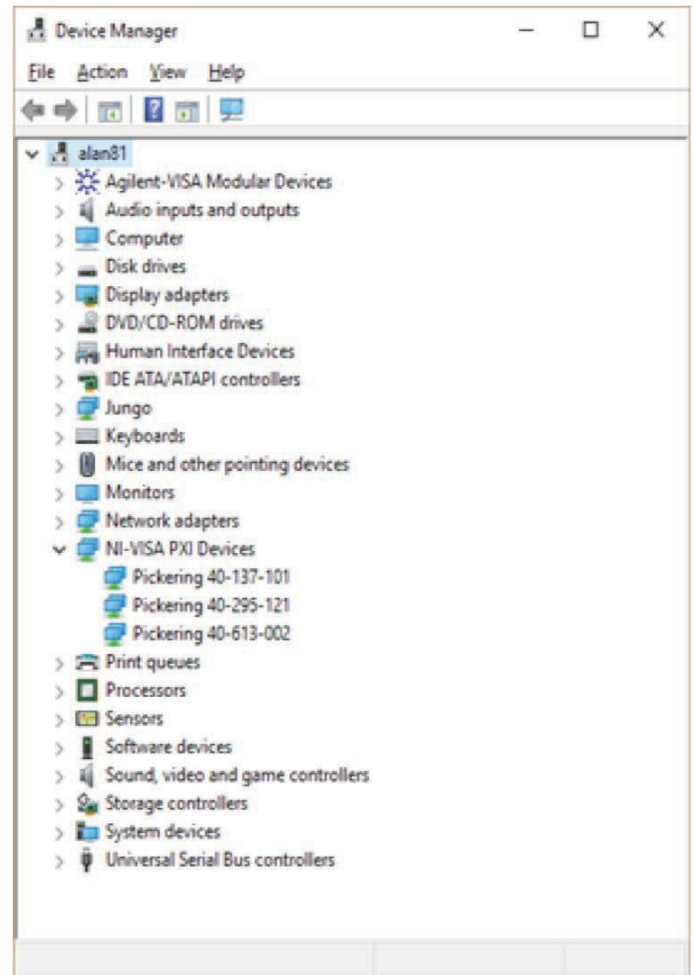 Device Manager
File Action View Help
alan81
Agilent-VISA Modular Devices
Audio inputs and outputs
Computer
Disk drives
Display adapters
DVD/CD-ROM drives
Human Interface Devices
IDE ATA/ATAPI controllers
Jungo
Keyboards
Mice and other pointing devices
Monitors
Network adapters
NI-VISA PXI Devices
Pickering 40-137-101
Pickering 40-295-121
Pickering 40-613-002
Print queues
Processors
Sensors
Software devices
Sound, video and game controllers
Storage controllers
System devices
Universal Serial Bus controllers